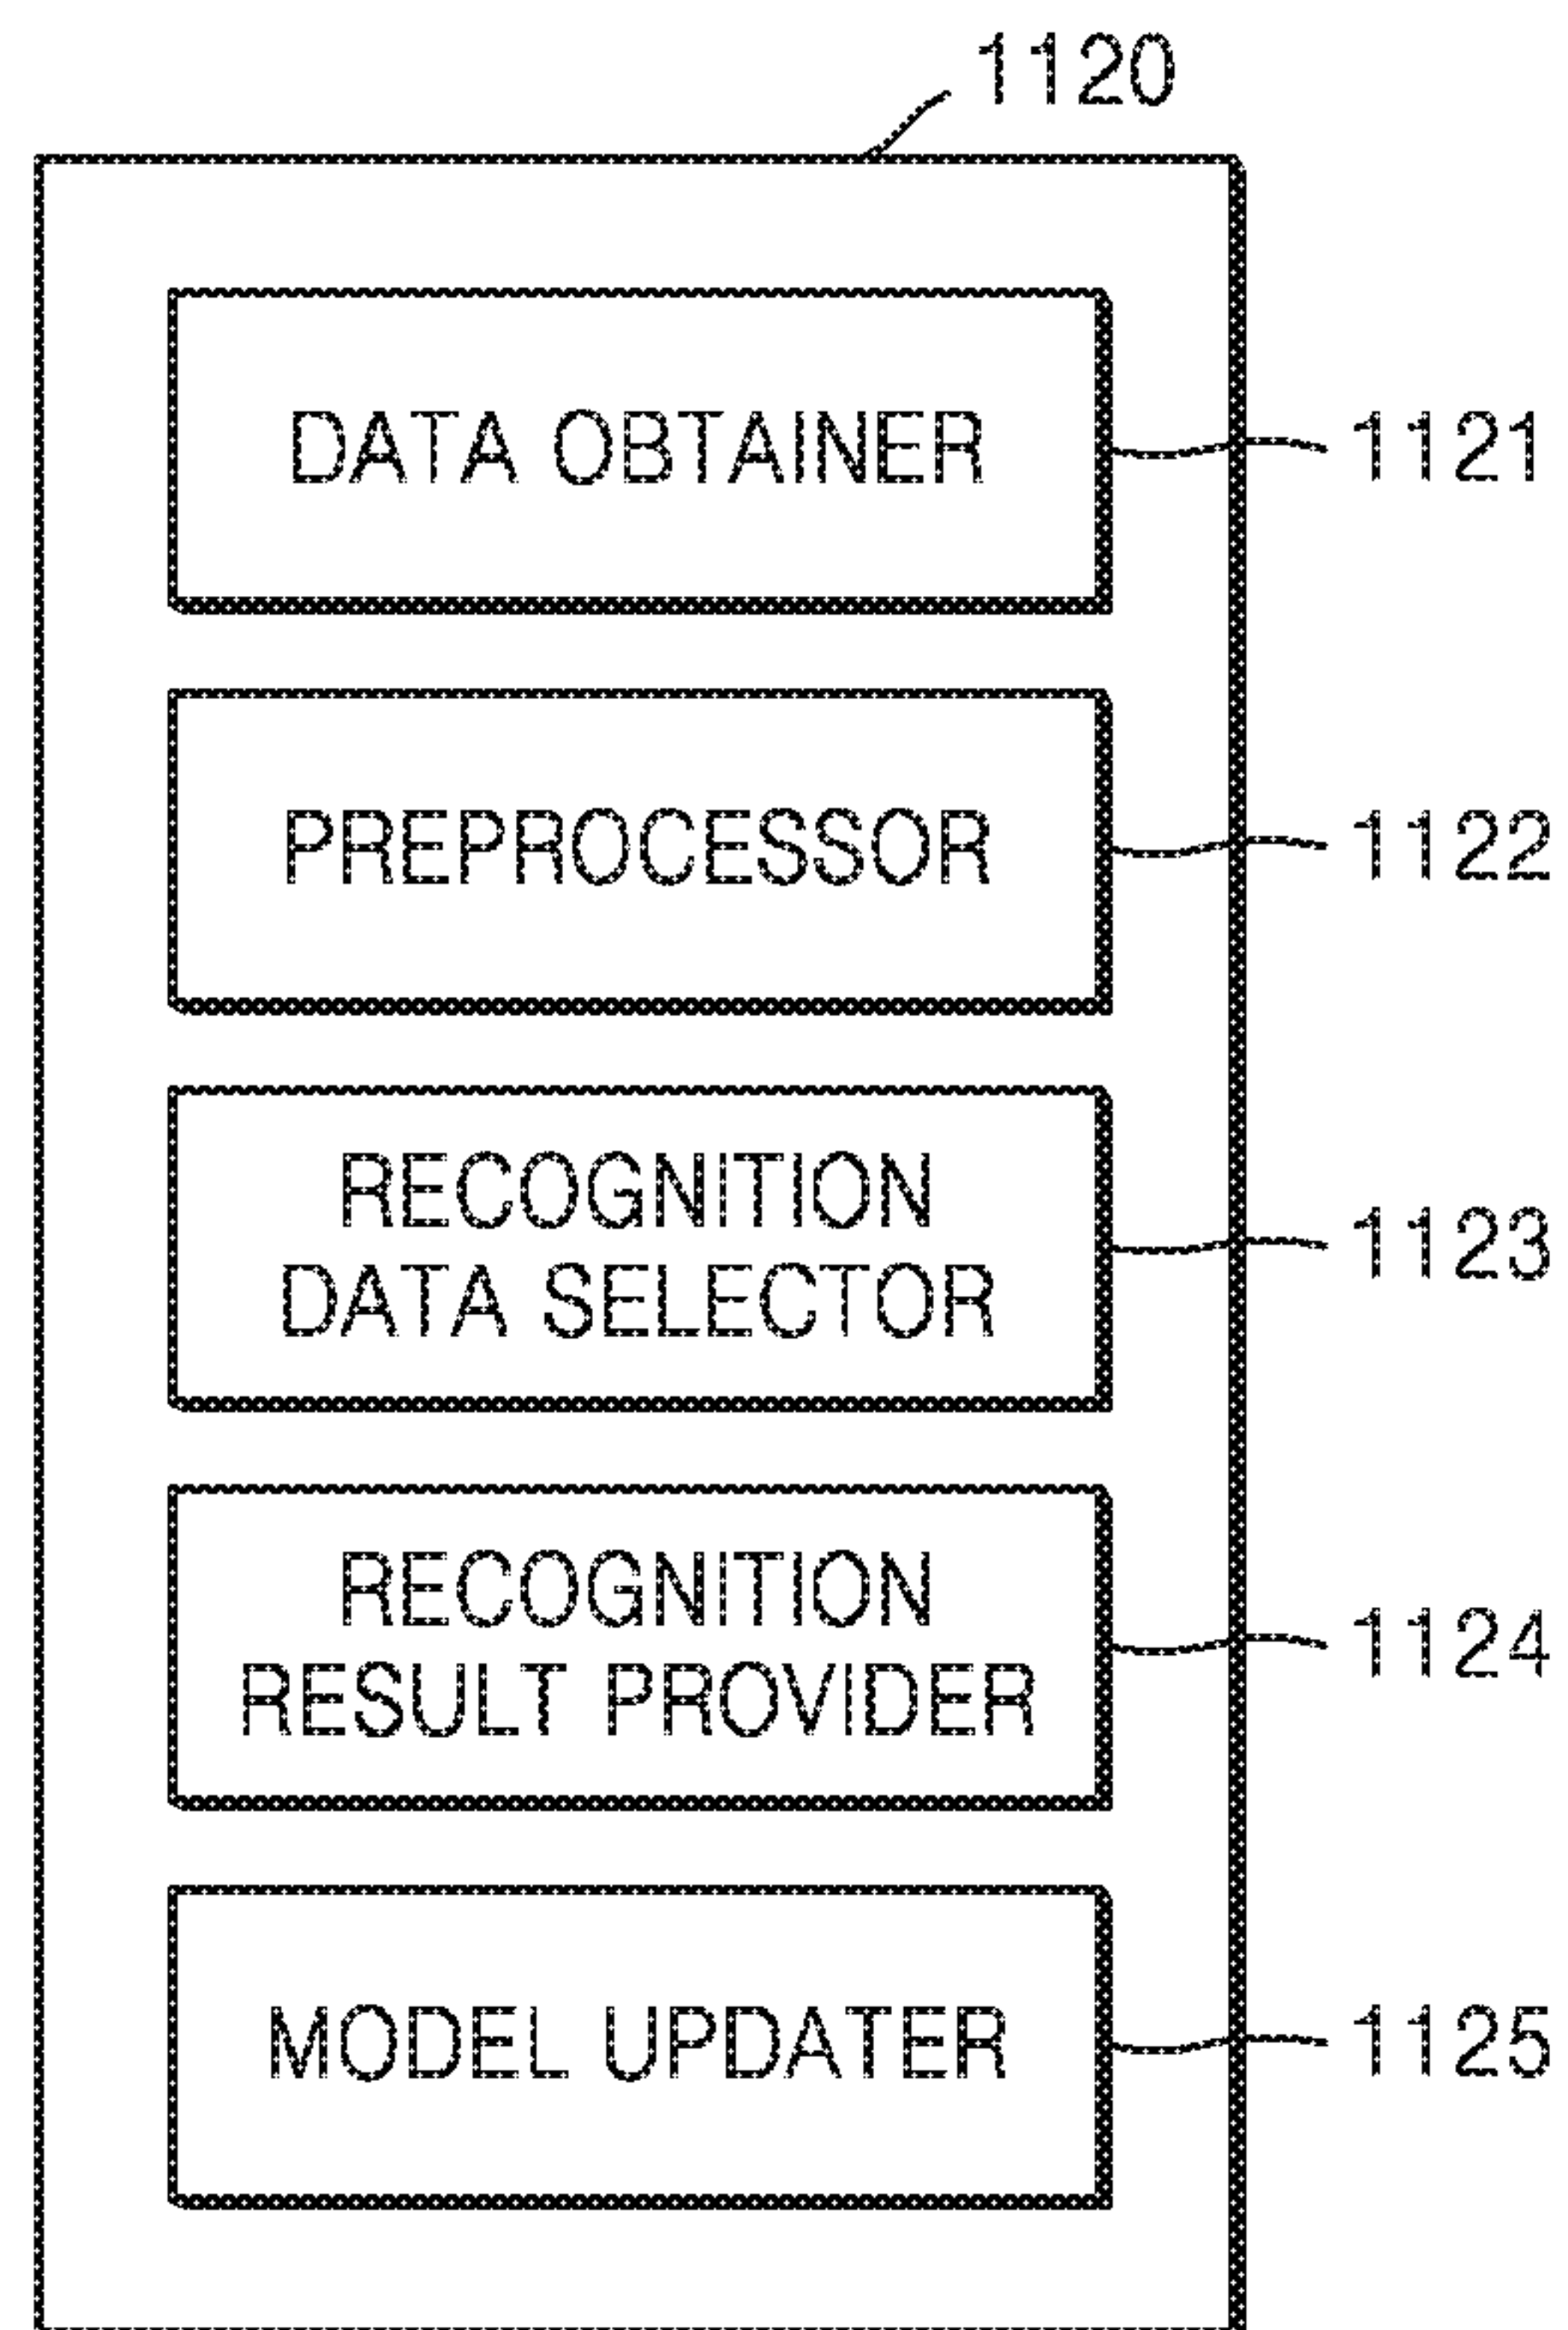 1120
DATA OBTAINER
1121
PREPROCESSOR
1122
RECOGNITION
DATA SELECTOR
1123
RECOGNITION
RESULT PROVIDER
1124
MODEL UPDATER
1125